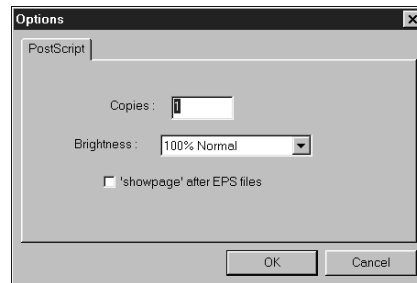 Options
PostScript
Copies : 1
Brightness : 100% Normal
'showpage' after EPS files
OK Cancel